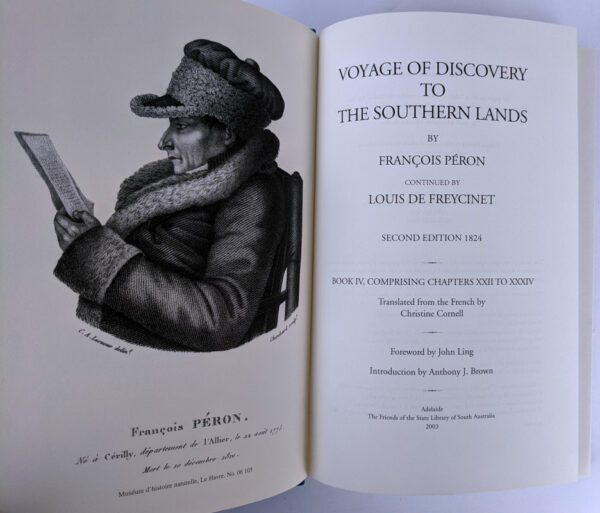 C. A. Lesueur delin.t
Lambert sculp.t
François PÉRON.
Né à Cérilly, département de l'Allier, le 22 août 1775.
Mort le 10 décembre 1810.
Muséum d'histoire naturelle, Le Havre, No. 06 103
VOYAGE OF DISCOVERY
TO
THE SOUTHERN LANDS
BY
FRANÇOIS PÉRON
CONTINUED BY
LOUIS DE FREYCINET
SECOND EDITION 1824
BOOK IV, COMPRISING CHAPTERS XXII TO XXXIV
Translated from the French by
Christine Cornell
Foreword by John Ling
Introduction by Anthony J. Brown
Adelaide
The Friends of the State Library of South Australia
2003